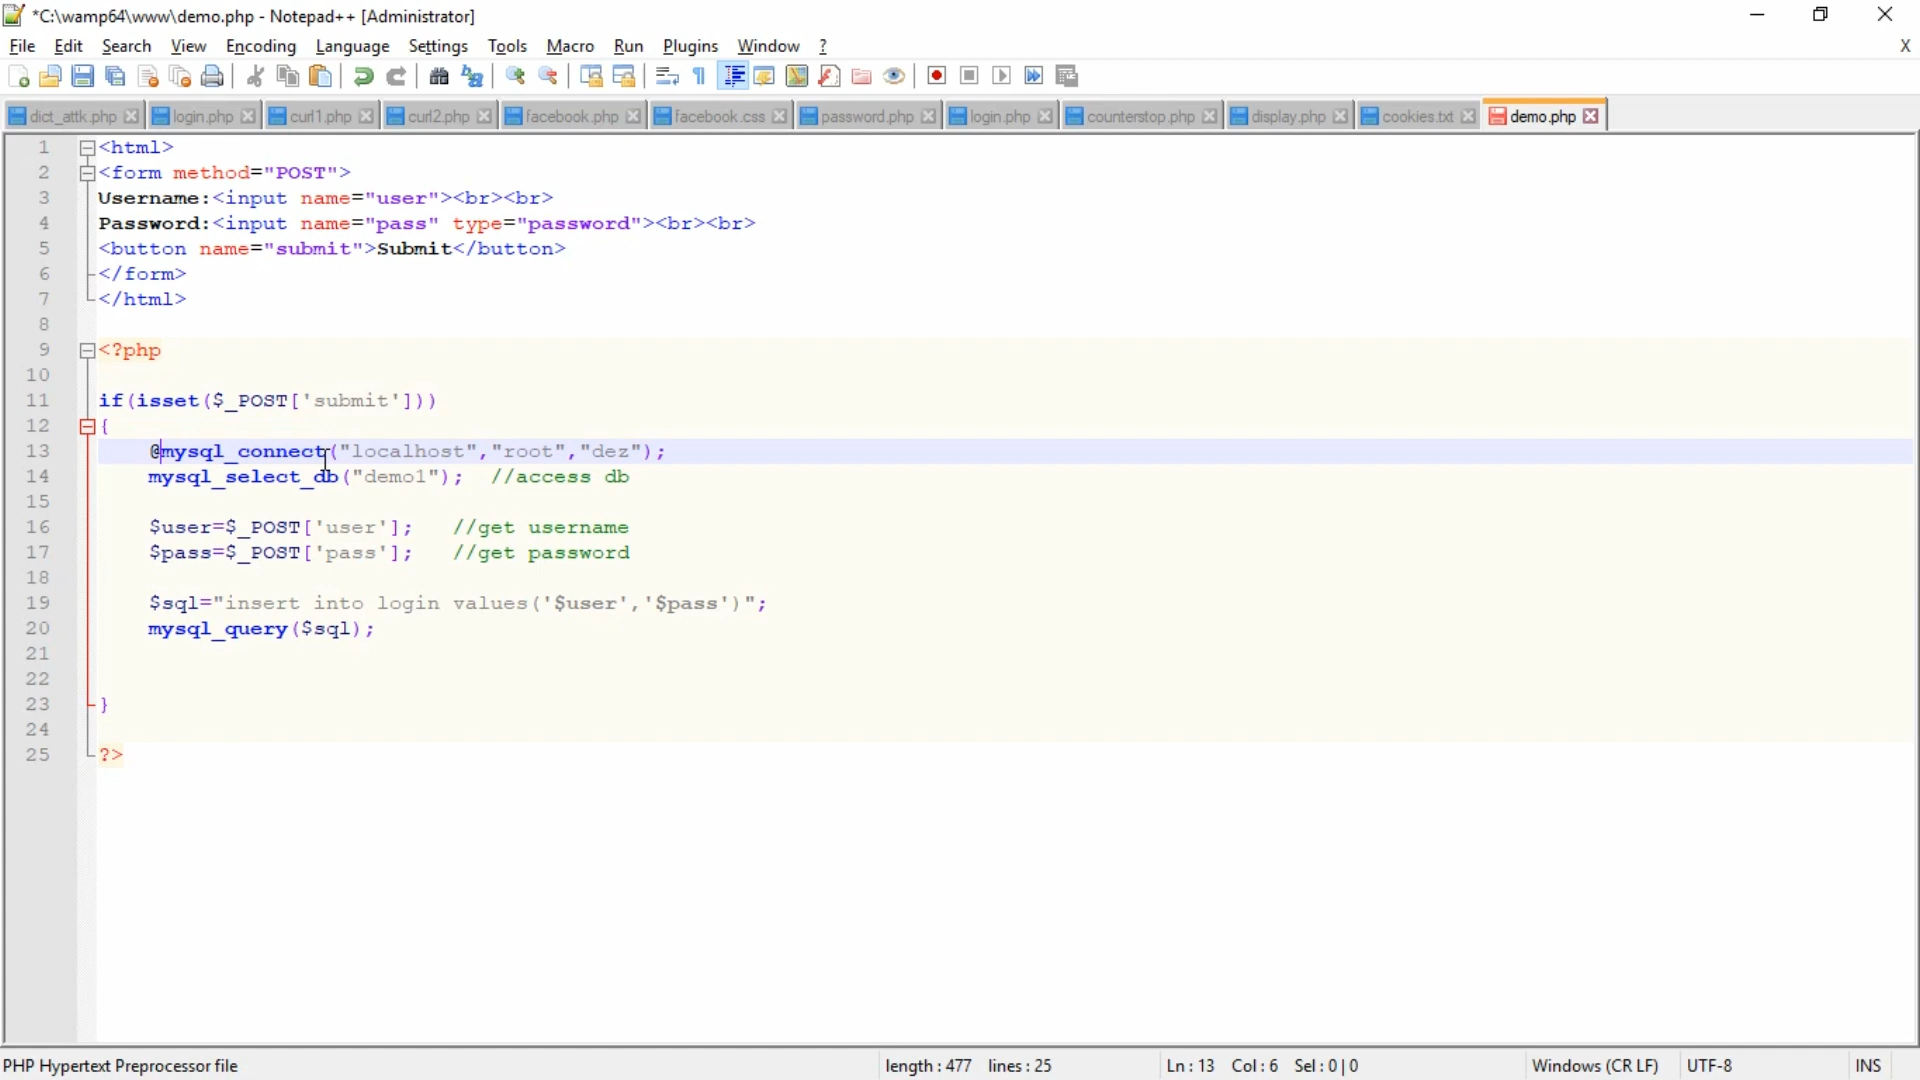 *C:\wamp64\www\demo.php - Notepad++ [Administrator]
File Edit Search View Encoding Language Settings Tools Macro Run Plugins Window ? X
dict_attk.php login.php curl1.php curl2.php facebook.php facebook.css password.php login.php counterstop.php display.php cookies.txt demo.php
1 <html>
2 <form method="POST">
3 Username:<input name="user"><br><br>
4 Password:<input name="pass" type="password"><br><br>
5 <button name="submit">Submit</button>
6 </form>
7 </html>
8
9 <?php
10
11 if(isset($_POST['submit']))
12 {
13 @mysql_connect("localhost","root","dez");
14 mysql_select_db("demo1"); //access db
15
16 $user=$_POST['user']; //get username
17 $pass=$_POST['pass']; //get password
18
19 $sql="insert into login values('$user','$pass')";
20 mysql_query($sql);
21
22
23 }
24
25 ?>
PHP Hypertext Preprocessor file length : 477 lines : 25 Ln : 13 Col : 6 Sel : 0 | 0 Windows (CR LF) UTF-8 INS